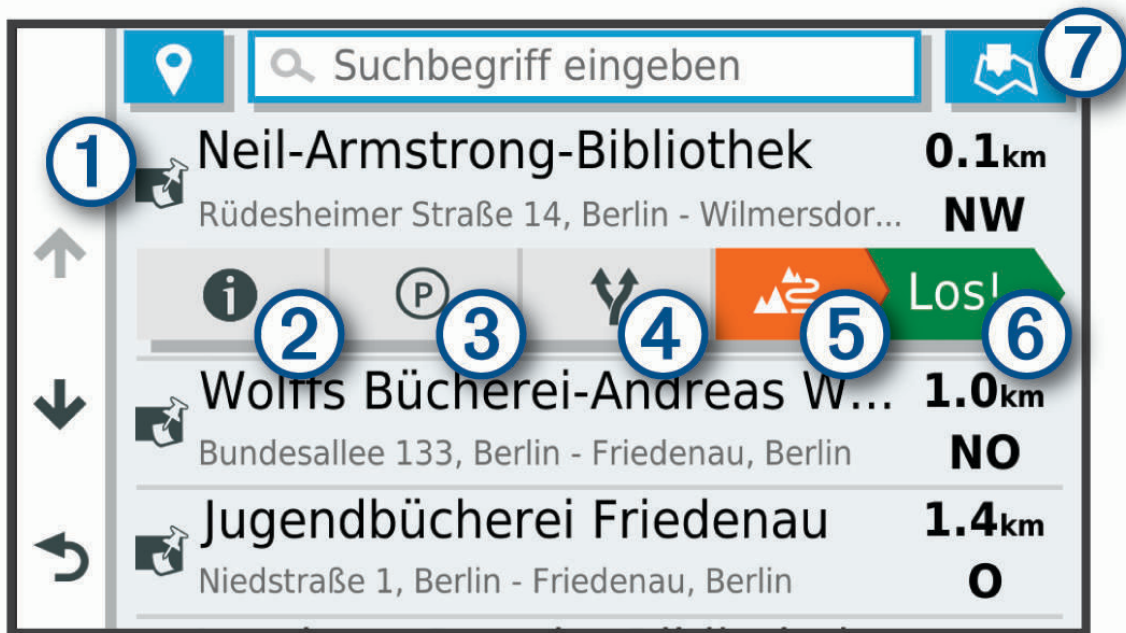 Suchbegriff eingeben
7
1
Neil-Armstrong-Bibliothek 0.1km
Rüdesheimer Straße 14, Berlin - Wilmersdor... NW
P Los!
2 3 4 5 6
Wolffs Bücherei-Andreas W... 1.0km
Bundesallee 133, Berlin - Friedenau, Berlin NO
Jugendbücherei Friedenau 1.4km
Niedstraße 1, Berlin - Friedenau, Berlin O